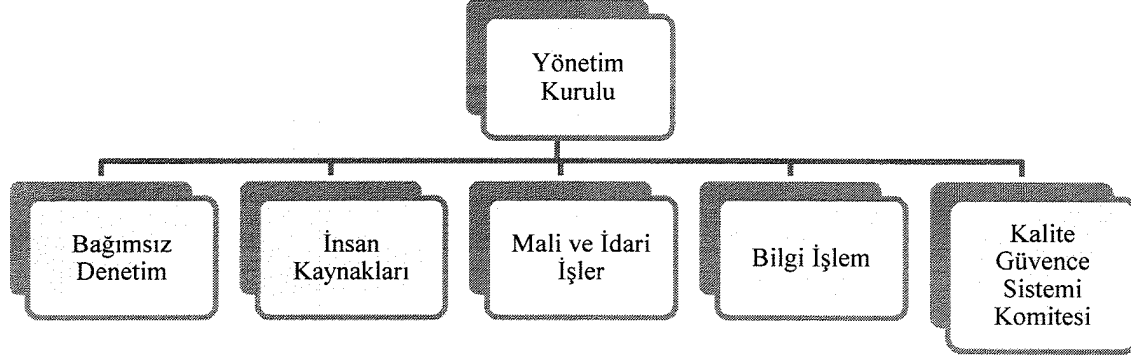 Yönetim
Kurulu
Bağımsız
Denetim
İnsan
Kaynakları
Mali ve İdari
İşler
Bilgi İşlem
Kalite
Güvence
Sistemi
Komitesi